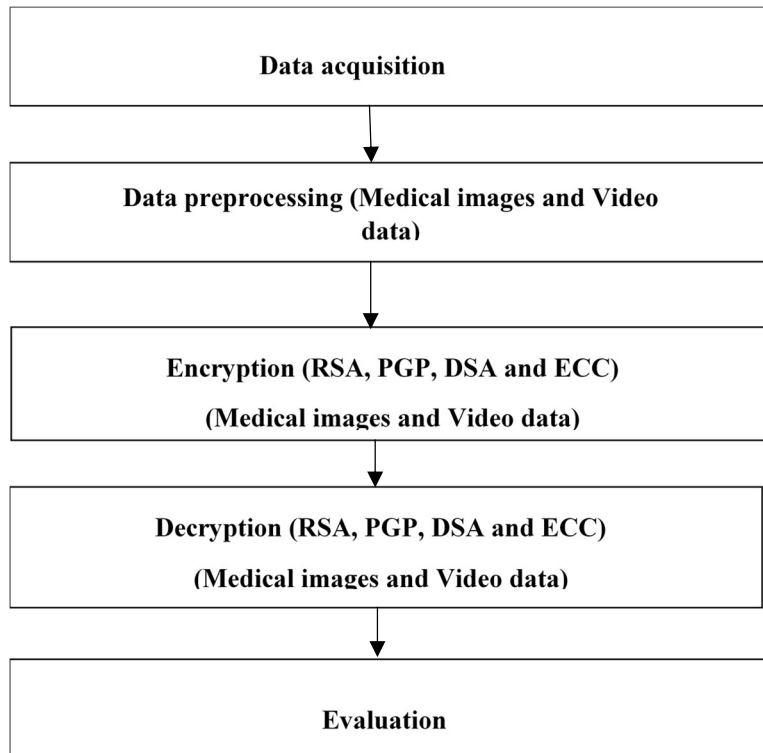 Data acquisition
Data preprocessing (Medical images and Video
data)
Encryption (RSA, PGP, DSA and ECC)
(Medical images and Video data)
Decryption (RSA, PGP, DSA and ECC)
(Medical images and Video data)
Evaluation